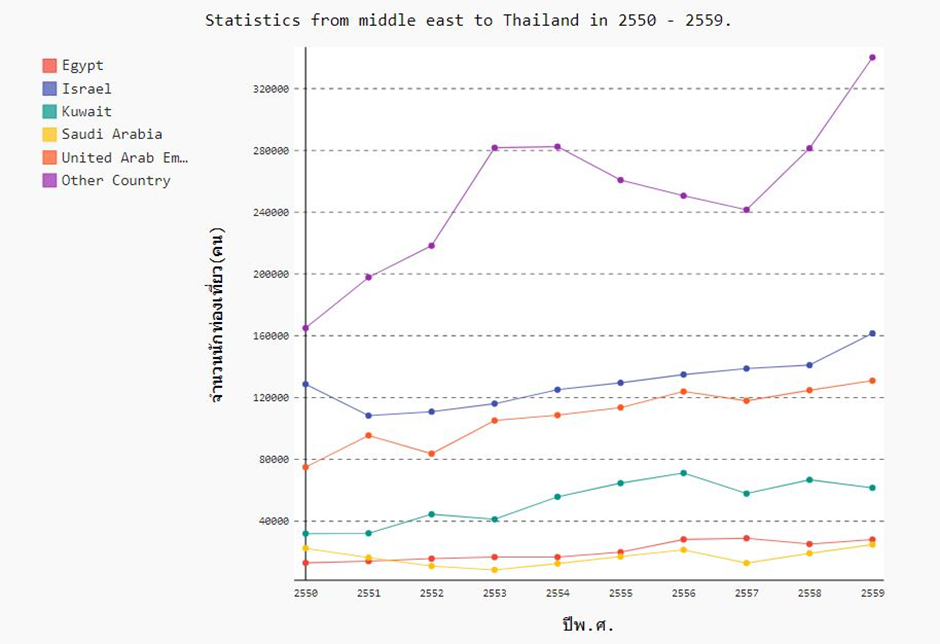 Statistics from middle east to Thailand in 2550 - 2559.
Egypt
Israel
Kuwait
Saudi Arabia
United Arab Em…
Other Country
จำนวนนักท่องเที่ยว(คน)
320000
280000
240000
200000
160000
120000
80000
40000
2550 2551 2552 2553 2554 2555 2556 2557 2558 2559
ปีพ.ศ.